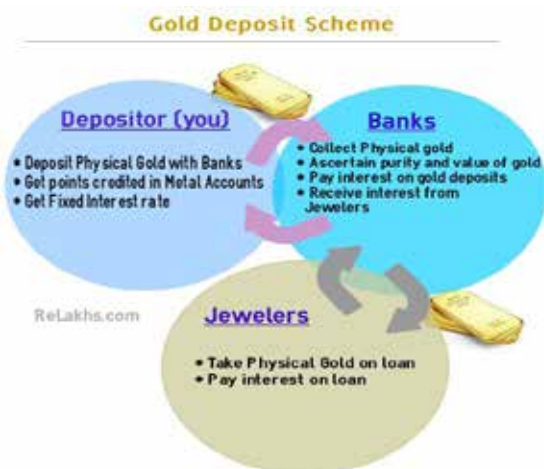 Gold Deposit Scheme
Depositor (you)
• Deposit Physical Gold with Banks
• Get points credited in Metal Accounts
• Get Fixed Interest rate
Banks
• Collect Physical gold
• Ascertain purity and value of gold
• Pay interest on gold deposits
• Receive interest from
Jewelers
ReLakhs.com
Jewelers
• Take Physical Gold on loan
• Pay interest on loan